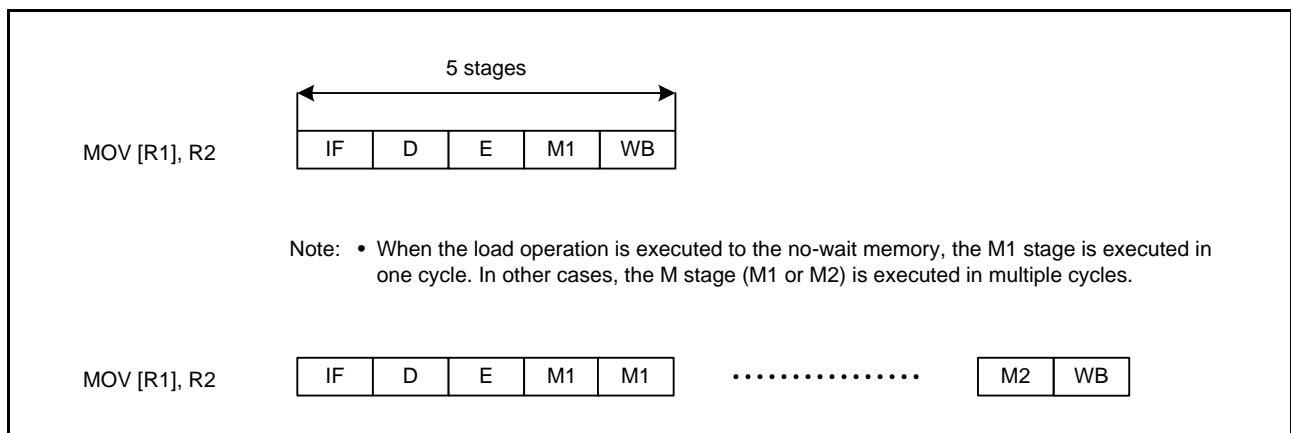 5 stages
MOV [R1], R2 IF D E M1 WB
Note: • When the load operation is executed to the no-wait memory, the M1 stage is executed in
one cycle. In other cases, the M stage (M1 or M2) is executed in multiple cycles.
MOV [R1], R2 IF D E M1 M1 ................ M2 WB